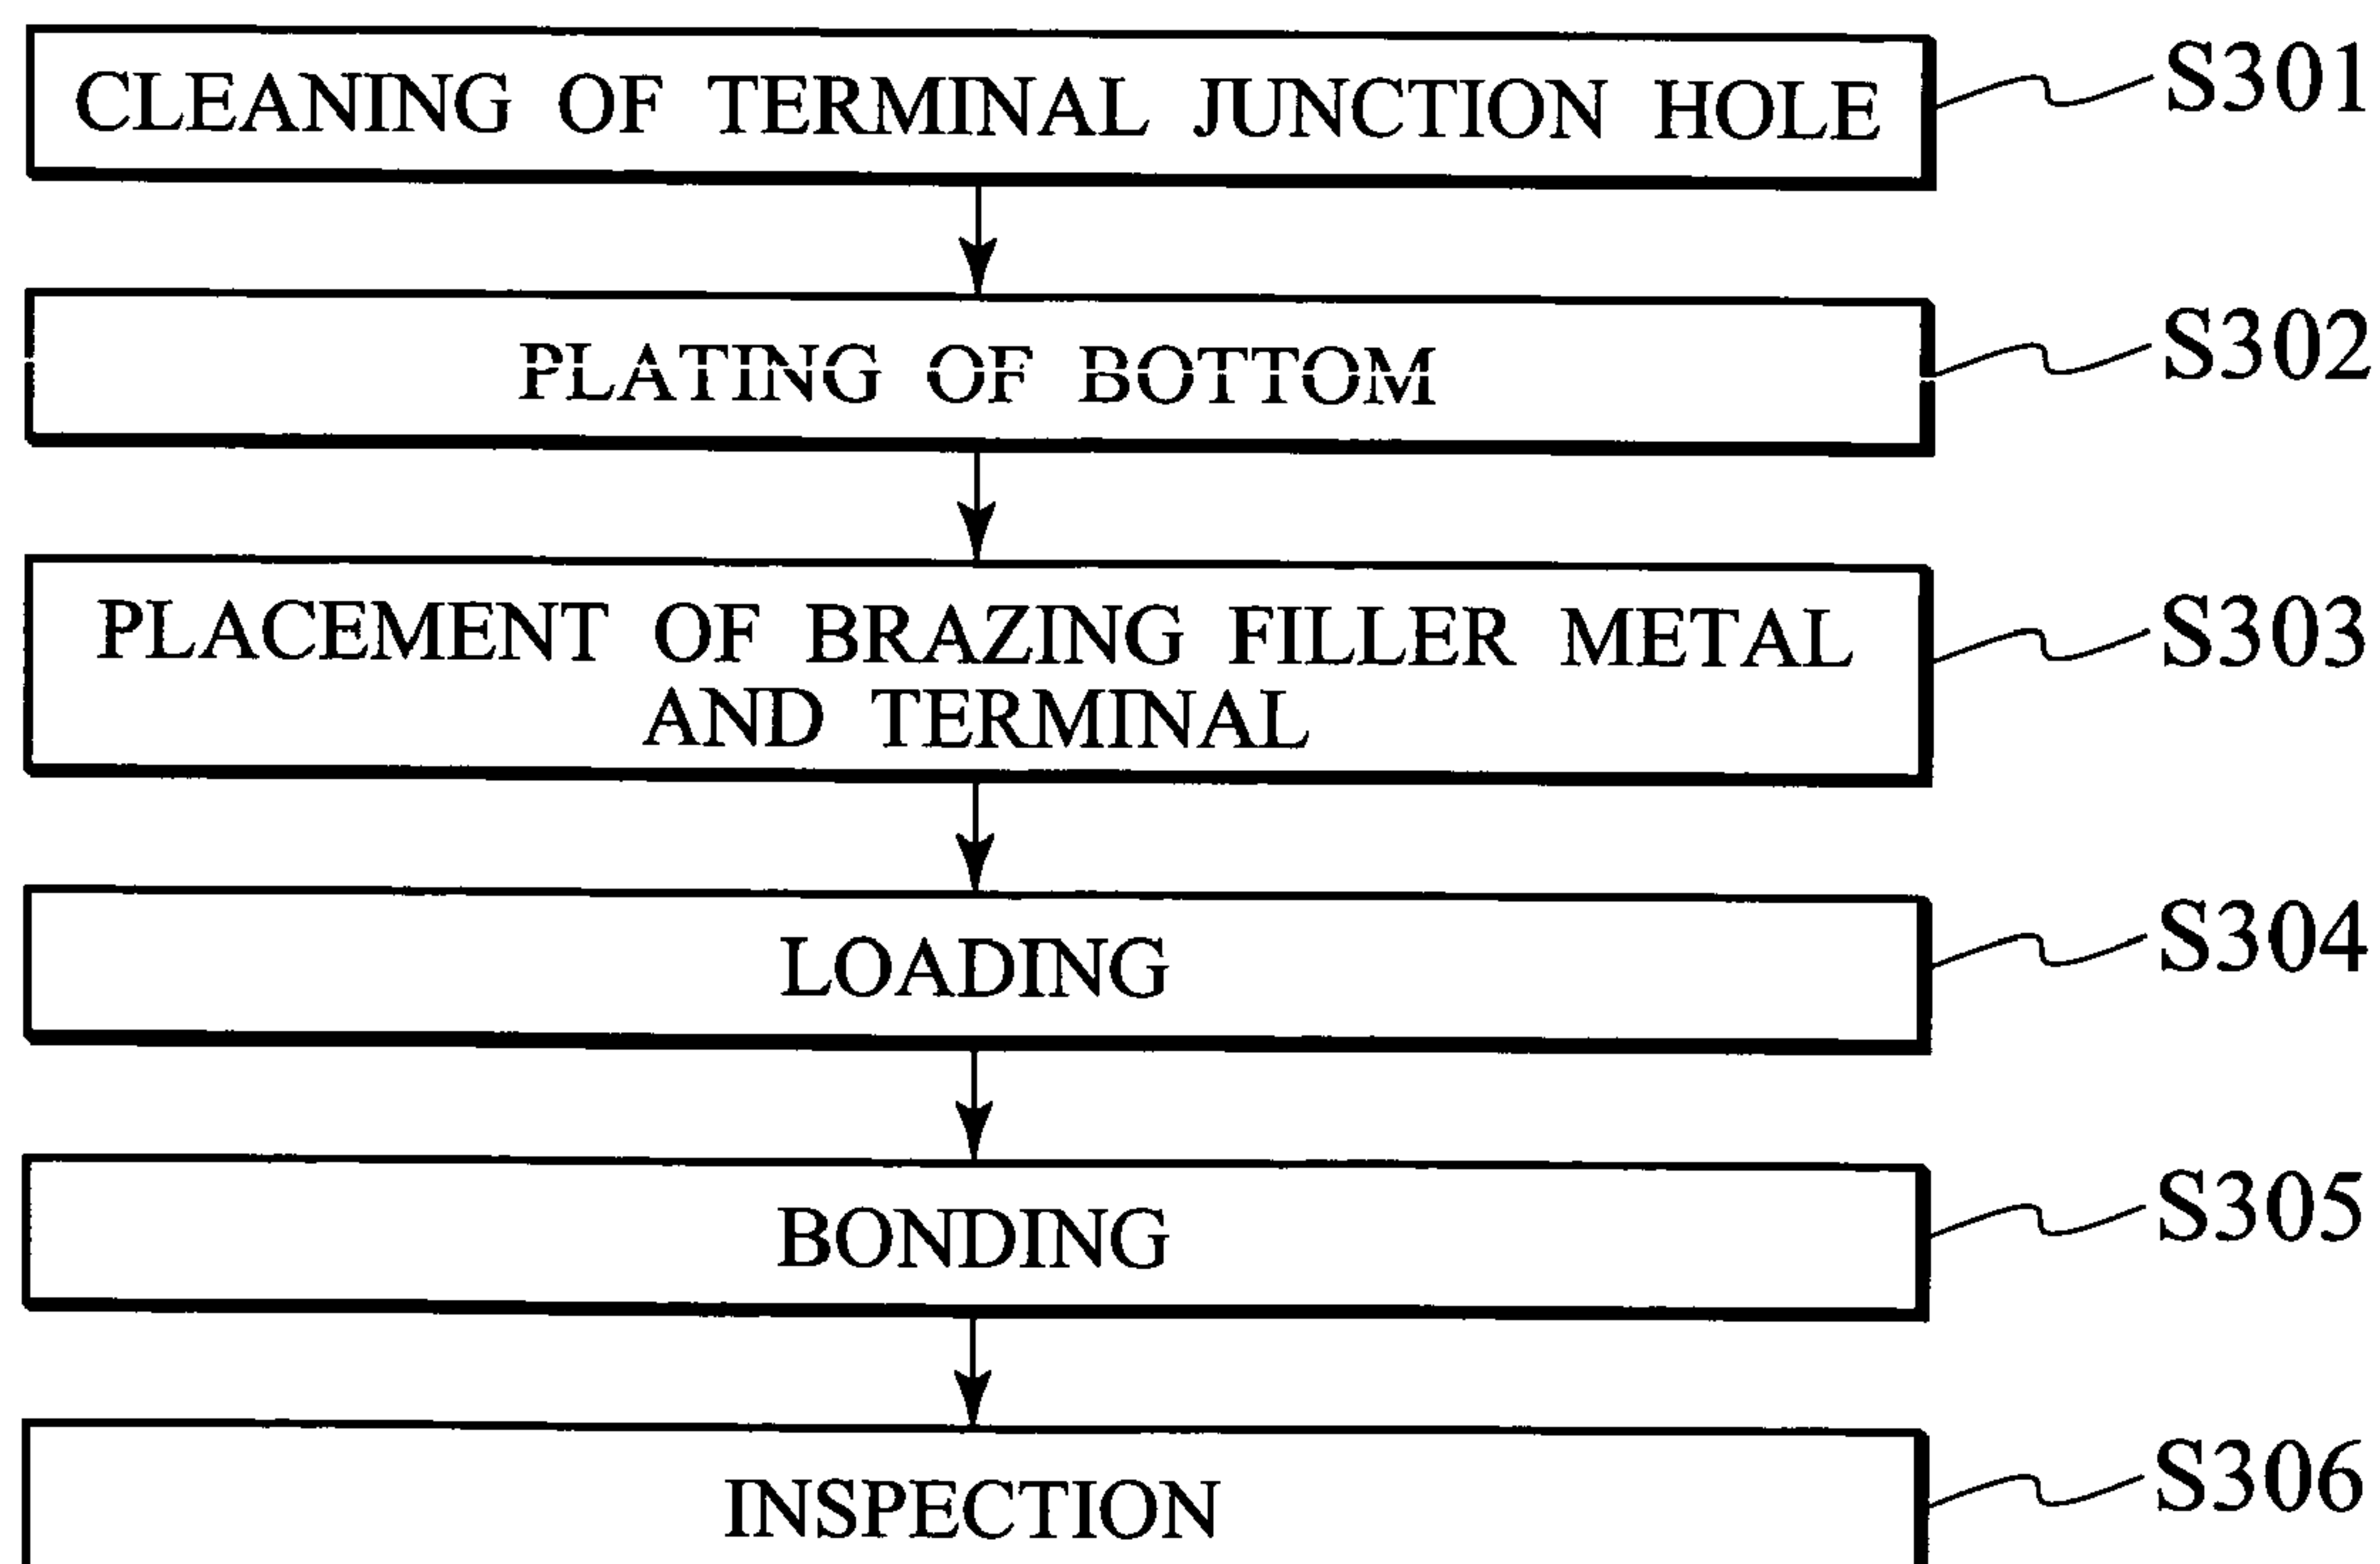 CLEANING OF TERMINAL JUNCTION HOLE S301
PLATING OF BOTTOM S302
PLACEMENT OF BRAZING FILLER METAL S303
AND TERMINAL
LOADING S304
BONDING S305
INSPECTION S306